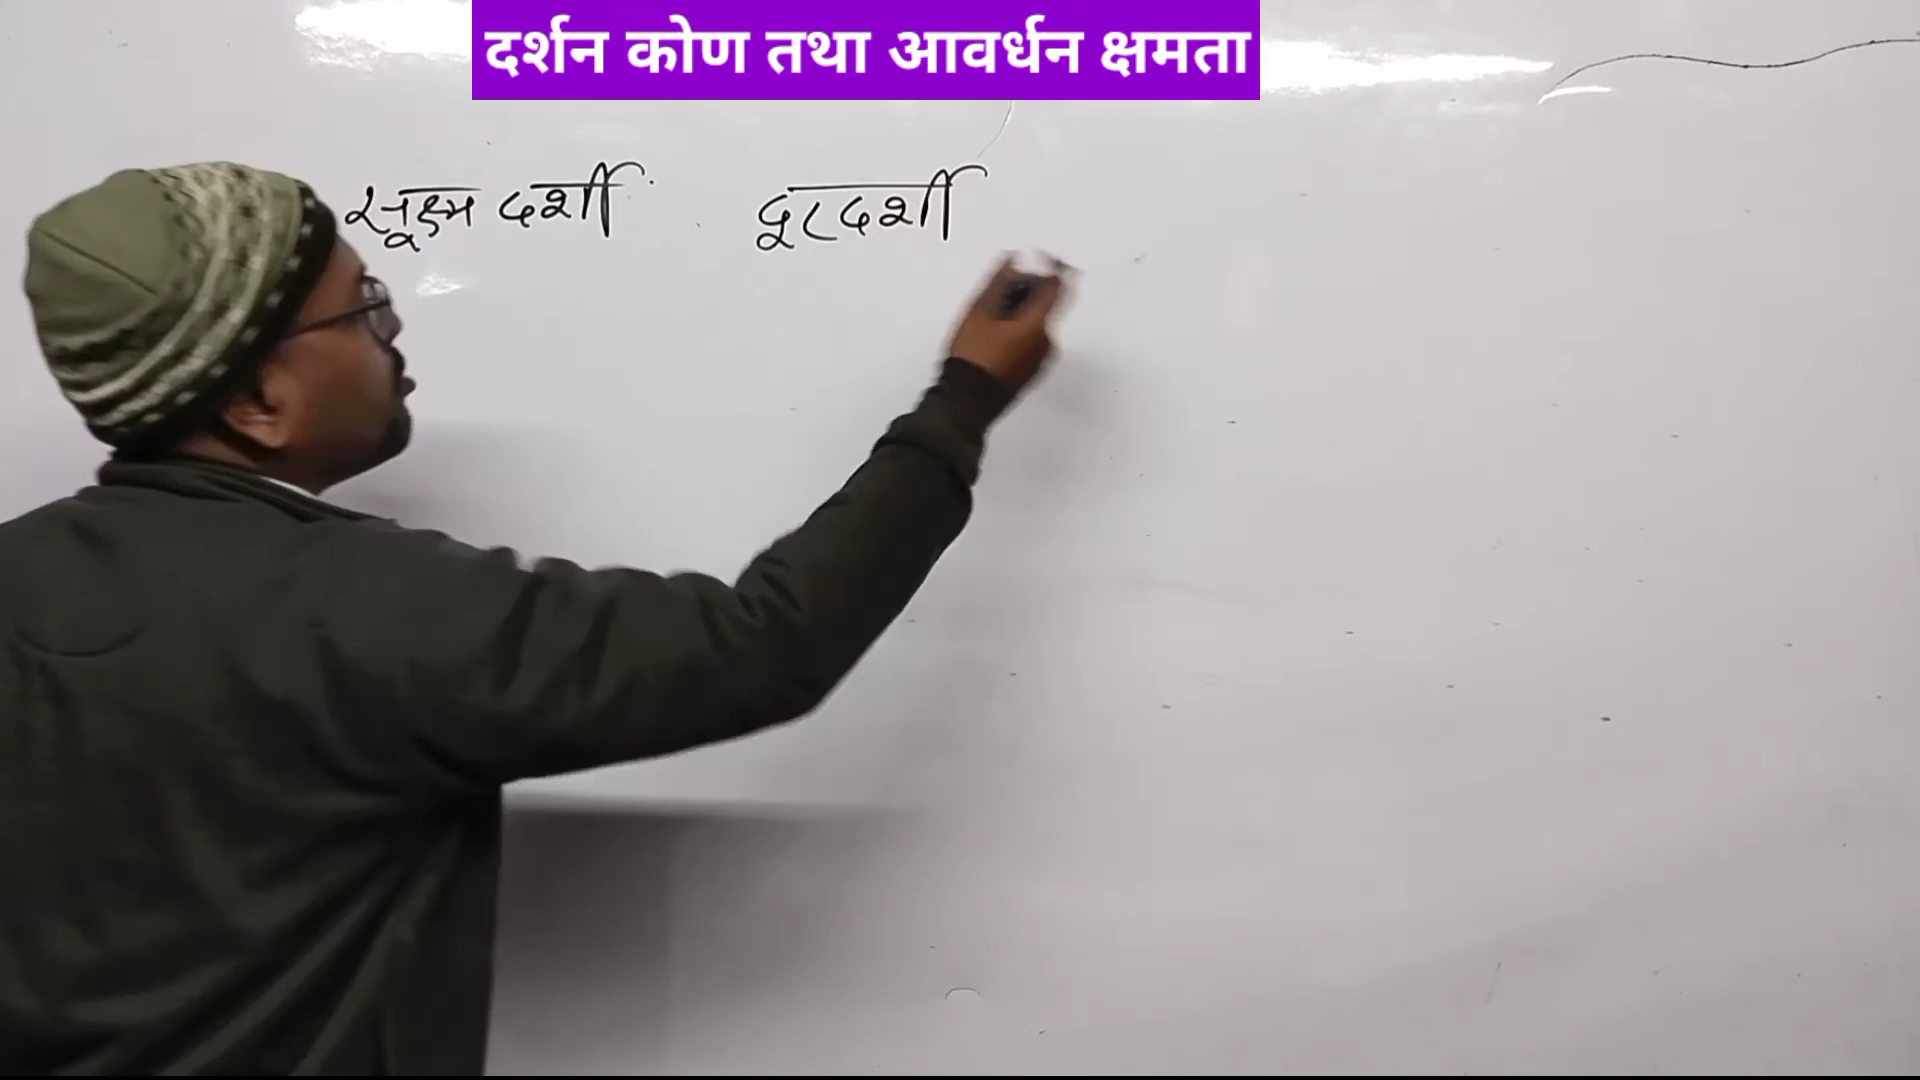 दर्शन कोण तथा आवर्धन क्षमता
सूक्ष्म दर्शी दूरदर्शी